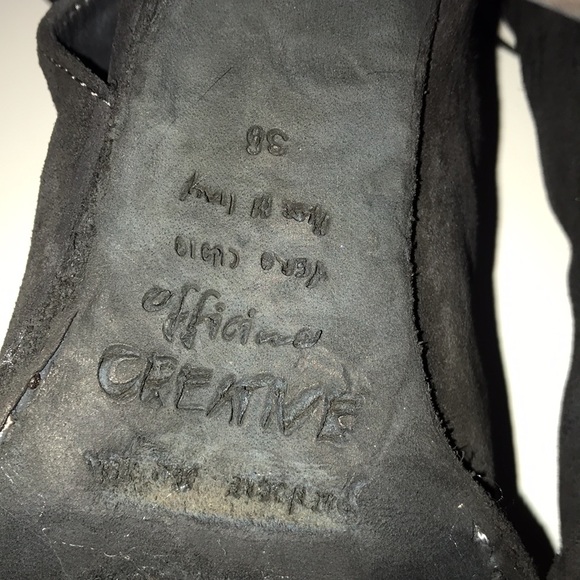 38
Made in Italy
VERO CUOIO
officine
CREATIVE